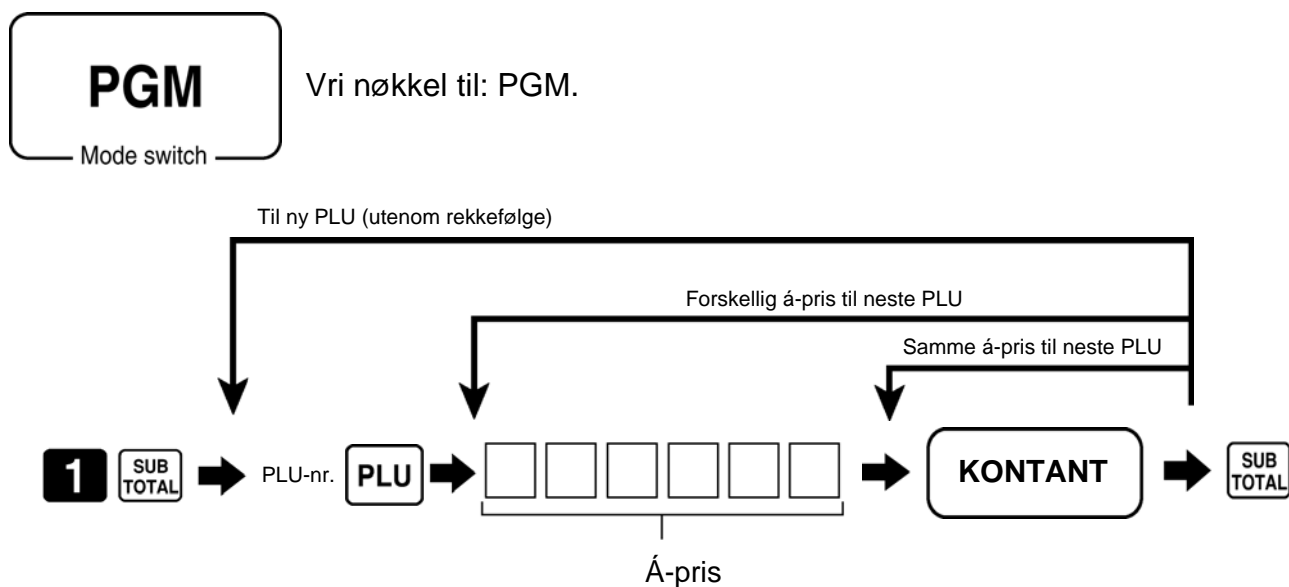 PGM
Mode switch
Vri nøkkel til: PGM.
Til ny PLU (utenom rekkefølge)
Forskellig á-pris til neste PLU
Samme á-pris til neste PLU
1
SUB
TOTAL
PLU-nr.
PLU
KONTANT
SUB
TOTAL
Á-pris